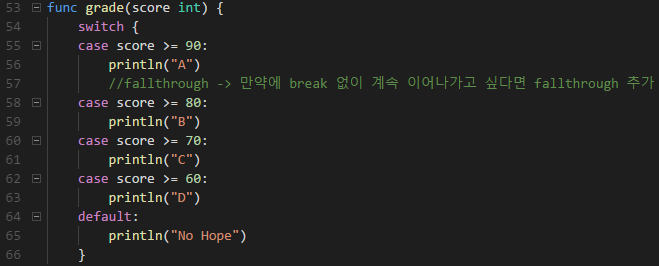 53 func grade(score int) {
54     switch {
55     case score >= 90:
56         println("A")
57         //fallthrough -> 만약에 break 없이 계속 이어나가고 싶다면 fallthrough 추가
58     case score >= 80:
59         println("B")
60     case score >= 70:
61         println("C")
62     case score >= 60:
63         println("D")
64     default:
65         println("No Hope")
66     }